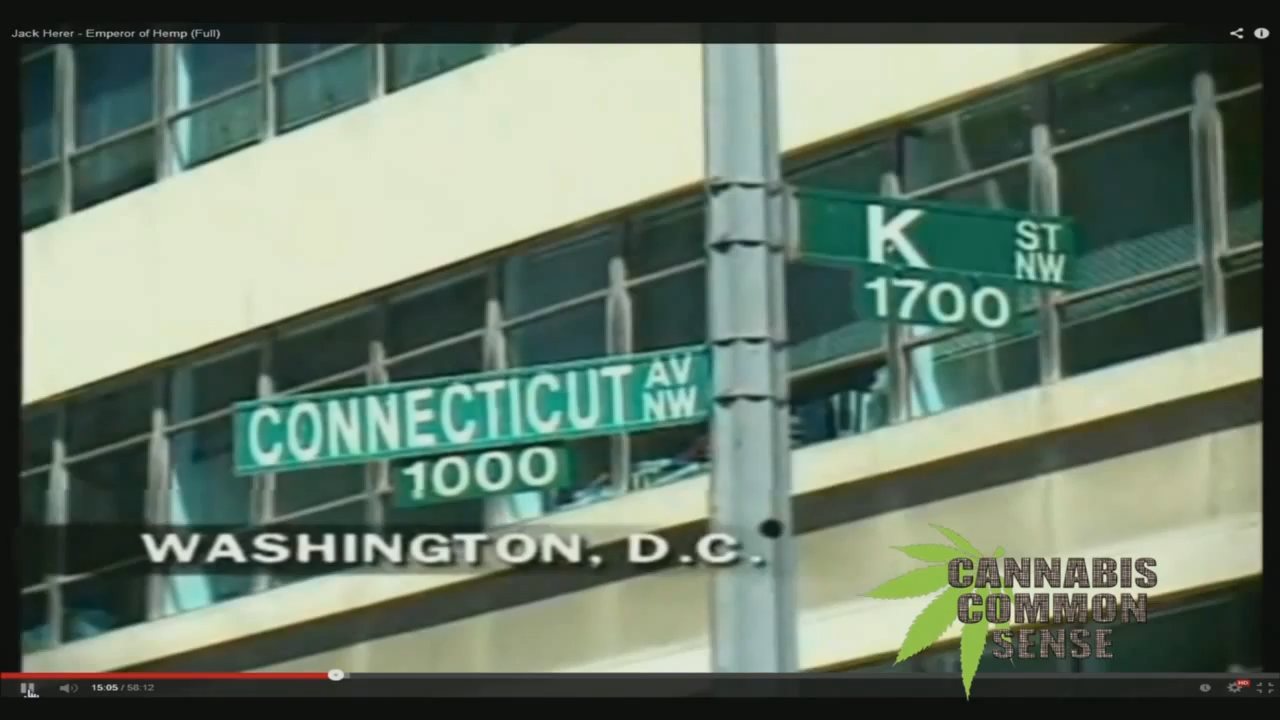 Jack Herer - Emperor of Hemp (Full)
K ST NW
1700
CONNECTICUT AV NW
1000
WASHINGTON, D.C.
CANNABIS
COMMON
SENSE
15:05 / 58:12
HD